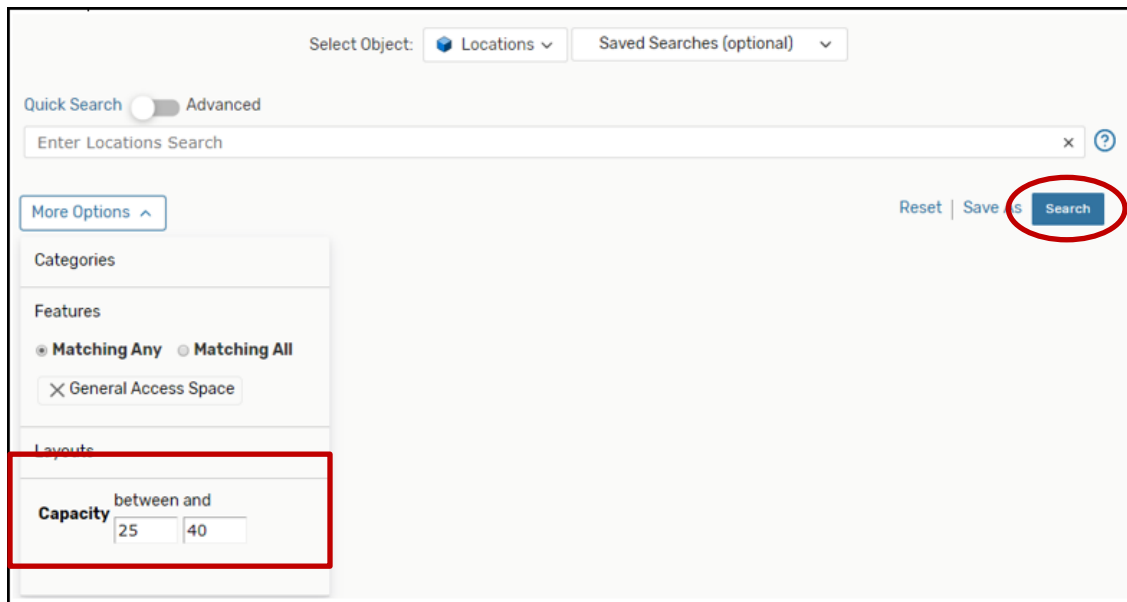 Select Object: Locations Saved Searches (optional)
Quick Search Advanced
Enter Locations Search × ?
More Options Reset | Save As Search
Categories
Features
Matching Any Matching All
General Access Space
Layouts
between and
Capacity
25 40